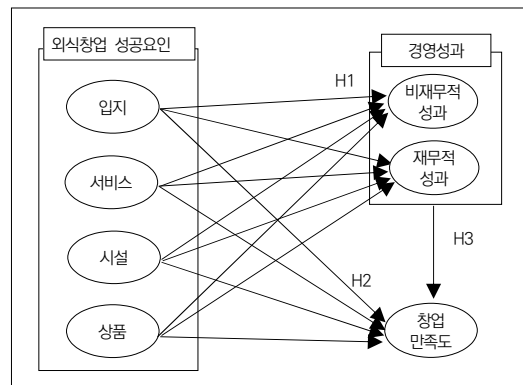 외식창업 성공요인
경영성과
입지
H1
비재무적
성과
서비스
재무적
성과
시설
H2
H3
상품
창업
만족도